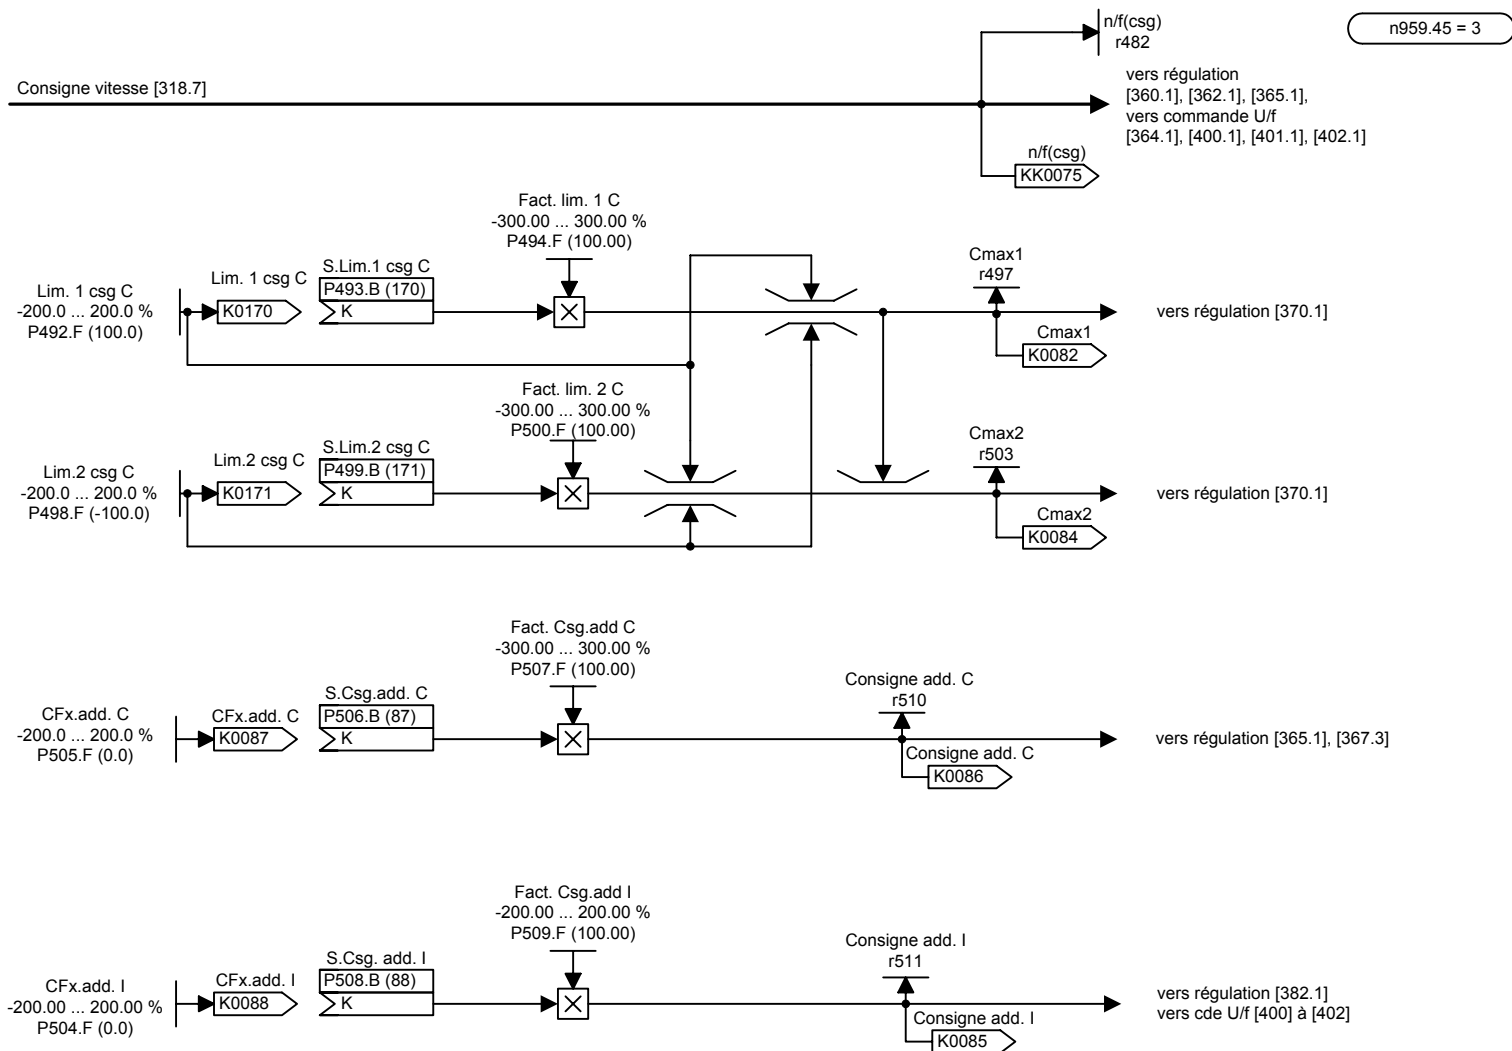 n/f(csg)
r482
n959.45 = 3
Consigne vitesse [318.7]
vers régulation
[360.1], [362.1], [365.1],
vers commande U/f
[364.1], [400.1], [401.1], [402.1]
n/f(csg)
KK0075
Fact. lim. 1 C
-300.00 ... 300.00 %
P494.F (100.00)
Lim. 1 csg C
-200.0 ... 200.0 %
P492.F (100.0)
Lim. 1 csg C
K0170
S.Lim.1 csg C
P493.B (170)
K
Cmax1
r497
vers régulation [370.1]
Cmax1
K0082
Fact. lim. 2 C
-300.00 ... 300.00 %
P500.F (100.00)
Lim.2 csg C
-200.0 ... 200.0 %
P498.F (-100.0)
Lim.2 csg C
K0171
S.Lim.2 csg C
P499.B (171)
K
Cmax2
r503
vers régulation [370.1]
Cmax2
K0084
Fact. Csg.add C
-300.00 ... 300.00 %
P507.F (100.00)
CFx.add. C
-200.0 ... 200.0 %
P505.F (0.0)
CFx.add. C
K0087
S.Csg.add. C
P506.B (87)
K
Consigne add. C
r510
vers régulation [365.1], [367.3]
Consigne add. C
K0086
Fact. Csg.add I
-200.00 ... 200.00 %
P509.F (100.00)
CFx.add. I
-200.00 ... 200.00 %
P504.F (0.0)
CFx.add. I
K0088
S.Csg. add. I
P508.B (88)
K
Consigne add. I
r511
vers régulation [382.1]
vers cde U/f [400] à [402]
Consigne add. I
K0085